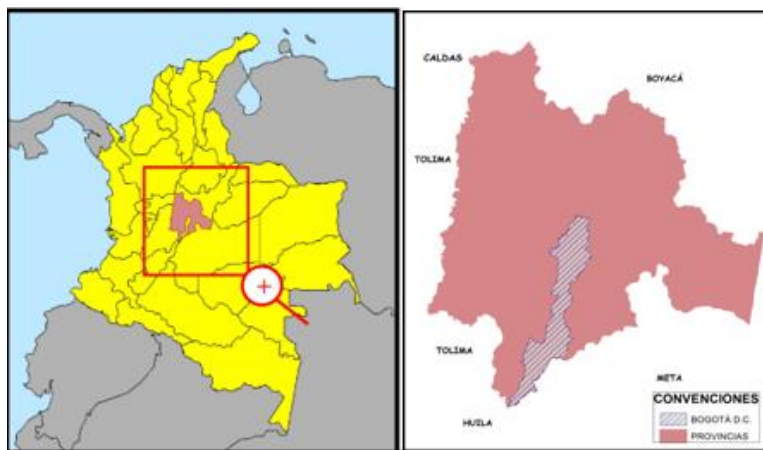 CALDAS
BOYACÁ
TOLIMA
TOLIMA
META
HUILA
CONVENCIONES
BOGOTÁ D.C.
PROVINCIAS